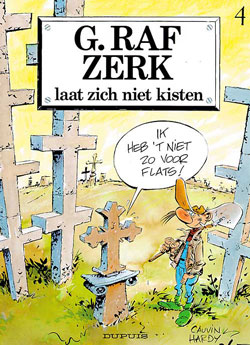 4
G. RAF
ZERK
laat zich niet kisten
IK
HEB 'T NIET
ZO VOOR
FLATS!
CAUVIN
HARDY
DUPUIS